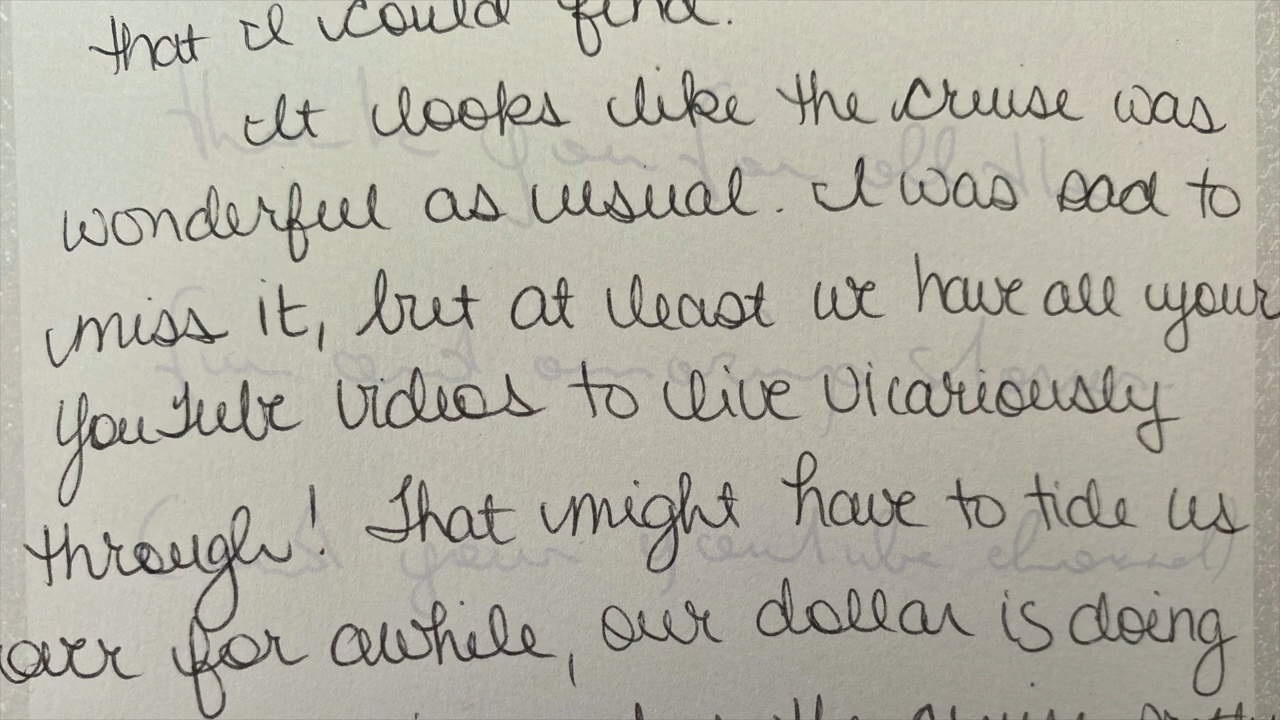 that I could find.
It looks like the cruise was
wonderful as usual. I was sad to
miss it, but at least we have all your
YouTube videos to live vicariously
through! That might have to tide us
over for awhile, our dollar is doing
the cruise